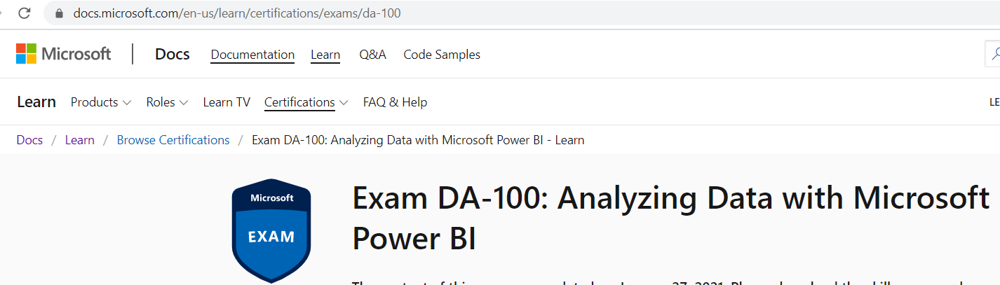 docs.microsoft.com/en-us/learn/certifications/exams/da-100
Microsoft Docs Documentation Learn Q&A Code Samples
Learn Products Roles Learn TV Certifications FAQ & Help LE
Docs / Learn / Browse Certifications / Exam DA-100: Analyzing Data with Microsoft Power BI - Learn
Microsoft
EXAM
Exam DA-100: Analyzing Data with Microsoft
Power BI